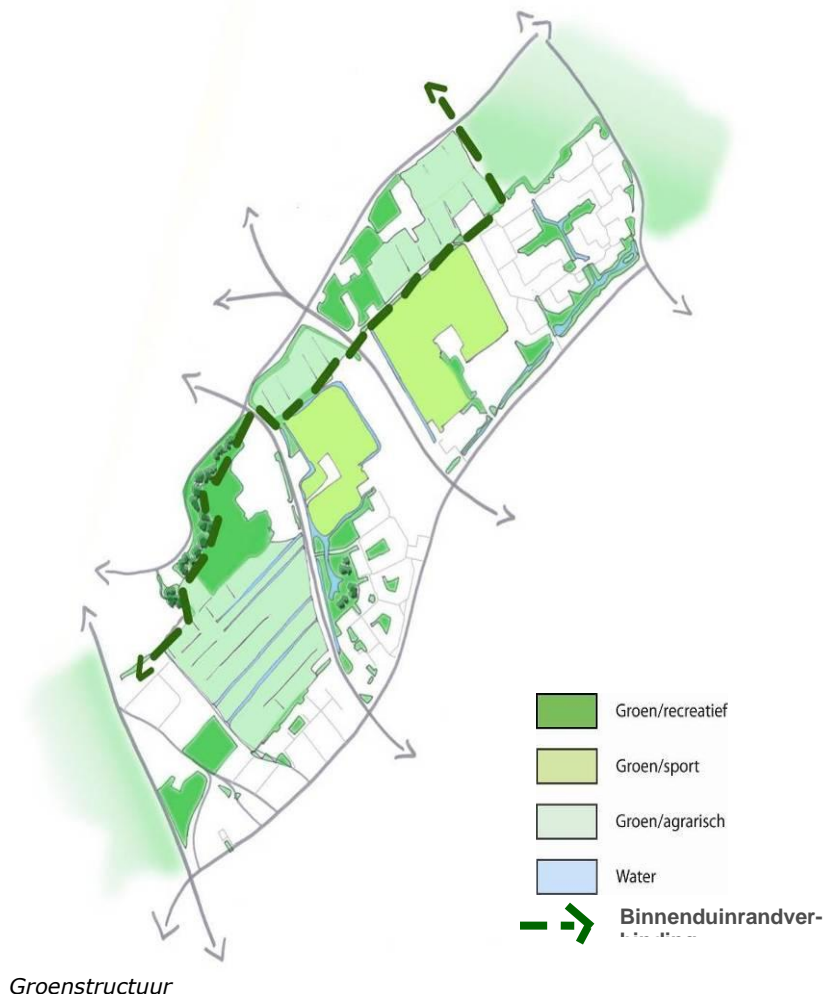 Groen/recreatief
Groen/sport
Groen/agrarisch
Water
Binnenduinrandver-
Groenstructuur